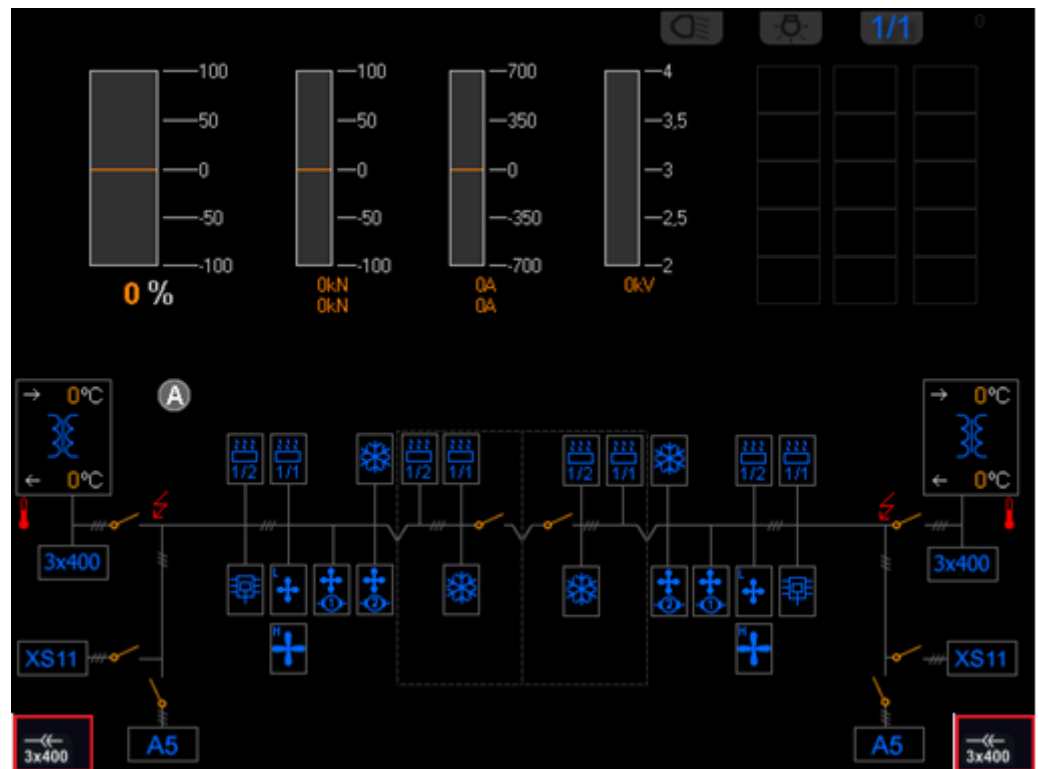 1/1 0
100 100 700 4
50 50 350 3,5
0 0 0 3
-50 -50 -350 2,5
-100 -100 -700 2
0 % 0kN 0A 0kV
0kN 0A
→ 0°C A → 0°C
1/2 1/1 1/2 1/1 1/2 1/1 1/2 1/1
← 0°C ← 0°C
3x400 3x400
L L
1 2 2 1
H H
XS11 XS11
A5 A5
3x400 3x400